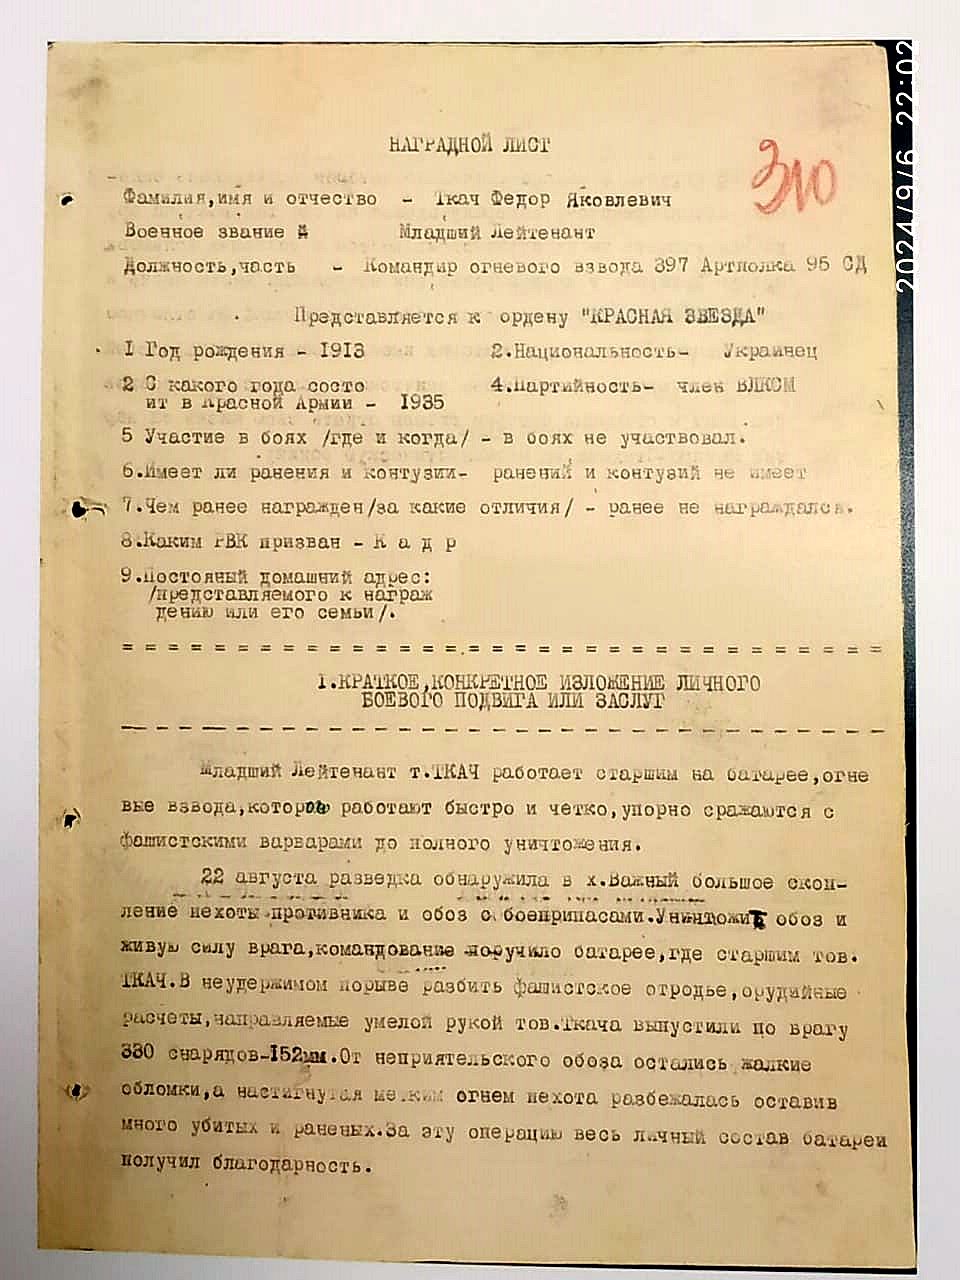 2024/9/6 22:02
НАГРАДНОЙ ЛИСТ
310
Фамилия,имя и отчество - Ткач Федор Яковлевич
Военное звание Младший Лейтенант
Должность,часть - Командир огневого взвода 397 Артполка 95 СД
Представляется к ордену "КРАСНАЯ ЗВЕЗДА"
1 Год рождения - 1913 2.Национальность- Украинец
2 С какого года состо 4.Партийность- член ВЛКСМ
ит в Красной Армии - 1935
5 Участие в боях /где и когда/ - в боях не участвовал.
6.Имеет ли ранения и контузии- ранений и контузий не имеет
7.Чем ранее награжден/за какие отличия/ - ранее не награждался.
8.Каким РВК призван - К а д р
9.Постоянный домашний адрес:
/представляемого к награж
дению или его семьи/.
= = = = = = = = = = = = = = = = = = = = = = = = = = = = = = = = =
1.КРАТКОЕ,КОНКРЕТНОЕ ИЗЛОЖЕНИЕ ЛИЧНОГО
БОЕВОГО ПОДВИГА ИЛИ ЗАСЛУГ
- - - - - - - - - - - - - - - - - - - - - - - - - - - - - - - - -
Младший Лейтенант т.ТКАЧ работает старшим на батарее,огне
вые взвода,которые работают быстро и четко,упорно сражаются с
фашистскими варварами до полного уничтожения.
22 августа разведка обнаружила в х.Важный большое скоп-
ление пехоты противника и обоз с боеприпасами.Уничтожит обоз и
живую силу врага,командование поручило батарее,где старшим тов.
ТКАЧ.В неудержимом порыве разбить фашистское отродье,орудийные
расчеты,направляемые умелой рукой тов.Ткача выпустили по врагу
330 снарядов-152мм.От неприятельского обоза остались жалкие
обломки,а настигнутая метким огнем пехота разбежалась оставив
много убитых и раненых.За эту операцию весь личный состав батареи
получил благодарность.